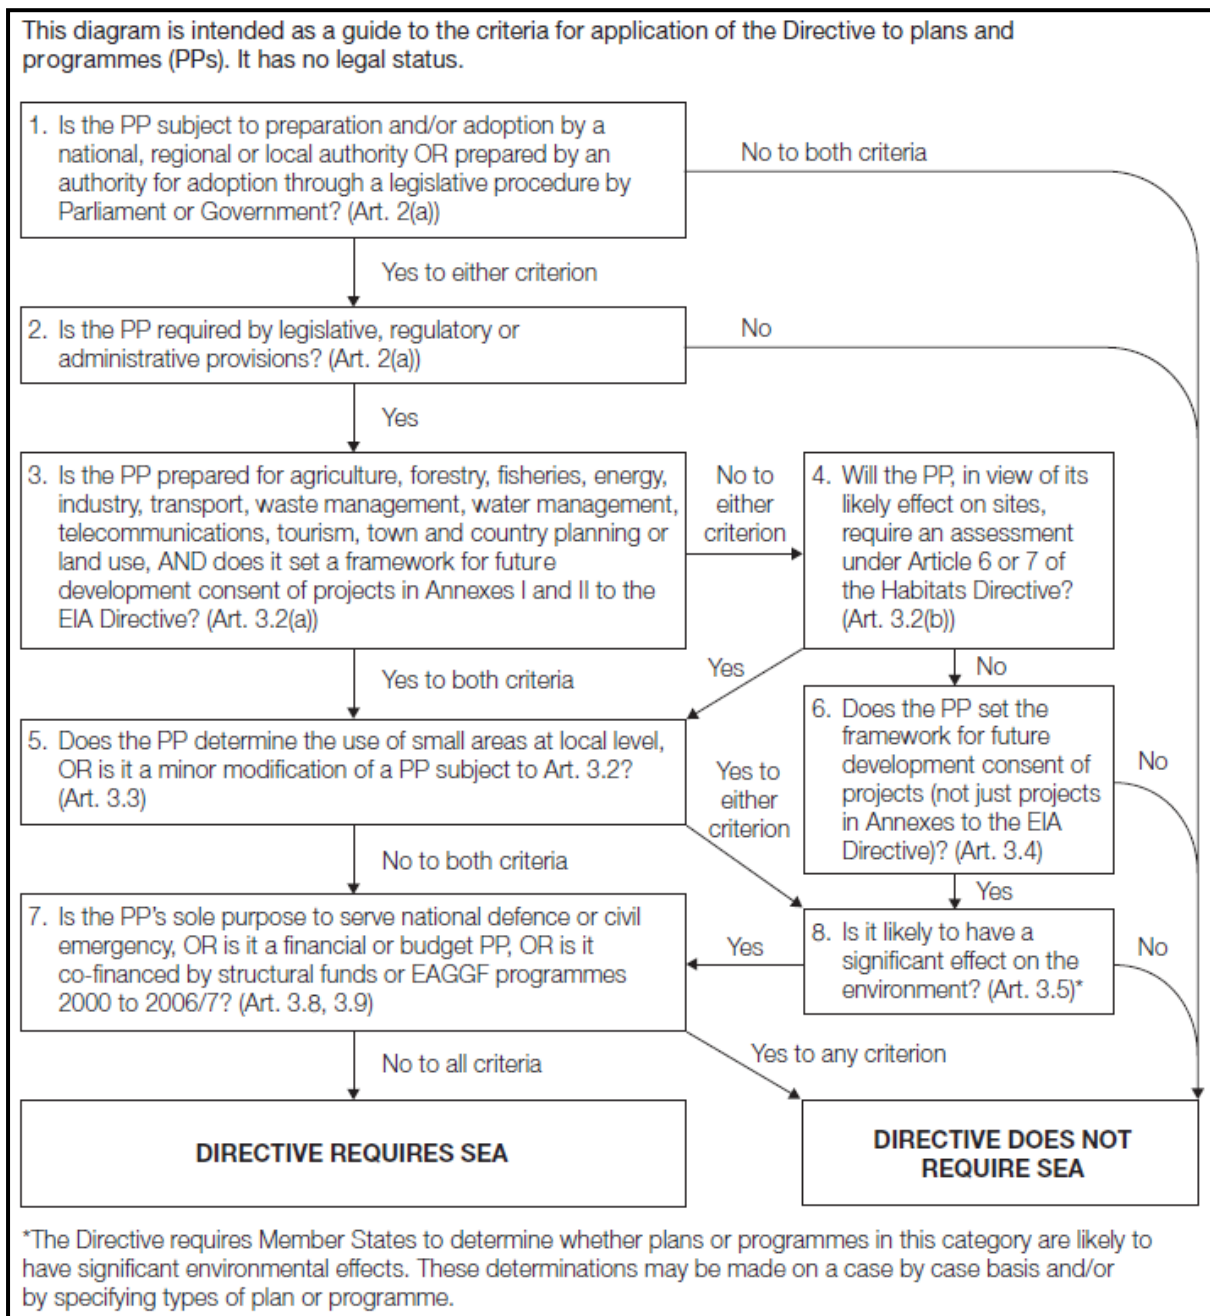 This diagram is intended as a guide to the criteria for application of the Directive to plans and
programmes (PPs). It has no legal status.
1. Is the PP subject to preparation and/or adoption by a
national, regional or local authority OR prepared by an
authority for adoption through a legislative procedure by
Parliament or Government? (Art. 2(a))
No to both criteria
Yes to either criterion
2. Is the PP required by legislative, regulatory or
administrative provisions? (Art. 2(a))
No
Yes
3. Is the PP prepared for agriculture, forestry, fisheries, energy,
industry, transport, waste management, water management,
telecommunications, tourism, town and country planning or
land use, AND does it set a framework for future
development consent of projects in Annexes I and II to the
EIA Directive? (Art. 3.2(a))
No to
either
criterion
4. Will the PP, in view of its
likely effect on sites,
require an assessment
under Article 6 or 7 of
the Habitats Directive?
(Art. 3.2(b))
Yes to both criteria
Yes
No
5. Does the PP determine the use of small areas at local level,
OR is it a minor modification of a PP subject to Art. 3.2?
(Art. 3.3)
Yes to
either
criterion
6. Does the PP set the
framework for future
development consent of
projects (not just projects
in Annexes to the EIA
Directive)? (Art. 3.4)
No
No to both criteria
Yes
7. Is the PP's sole purpose to serve national defence or civil
emergency, OR is it a financial or budget PP, OR is it
co-financed by structural funds or EAGGF programmes
2000 to 2006/7? (Art. 3.8, 3.9)
Yes
8. Is it likely to have a
significant effect on the
environment? (Art. 3.5)*
No
No to all criteria
Yes to any criterion
DIRECTIVE REQUIRES SEA
DIRECTIVE DOES NOT
REQUIRE SEA
*The Directive requires Member States to determine whether plans or programmes in this category are likely to
have significant environmental effects. These determinations may be made on a case by case basis and/or
by specifying types of plan or programme.